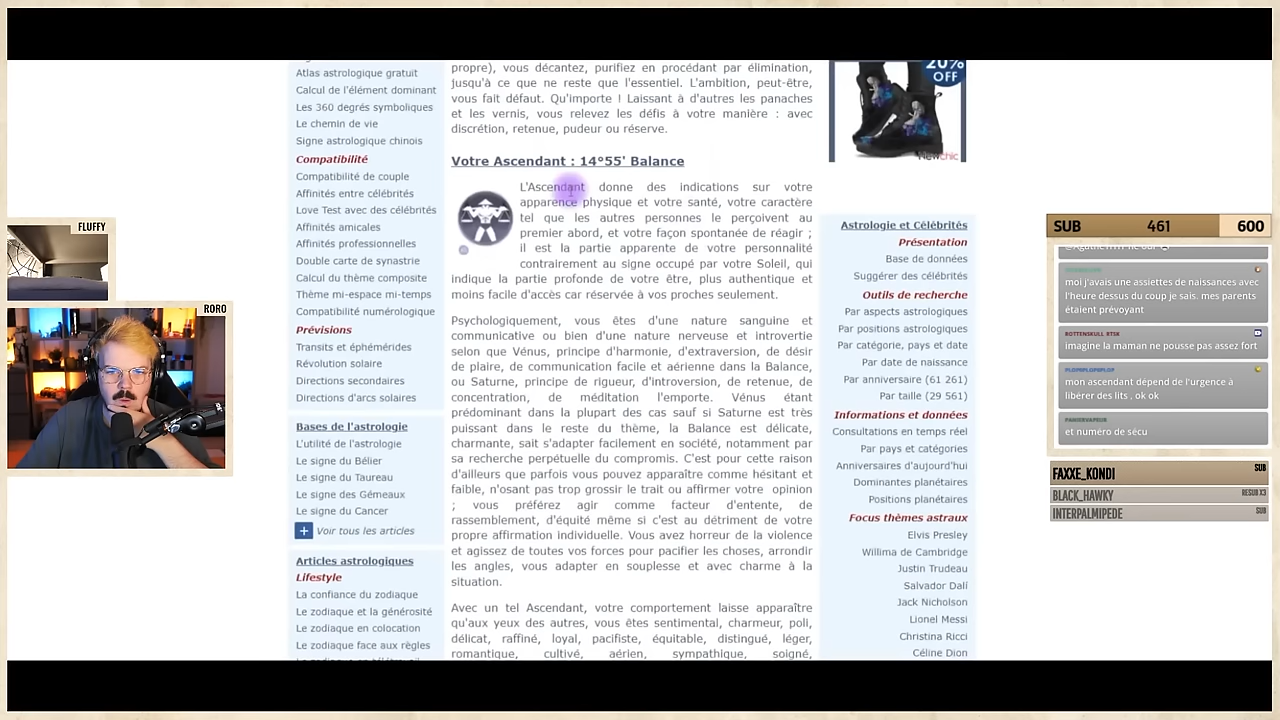 Atlas astrologique gratuit
Calcul de l'élément dominant
Les 360 degrés symboliques
Le chemin de vie
Signe astrologique chinois
Compatibilité
Compatibilité de couple
Affinités entre célébrités
Love Test avec des célébrités
Affinités amicales
Affinités professionnelles
Double carte de synastrie
Calcul du thème composite
Thème mi-espace mi-temps
Compatibilité numérologique
Prévisions
Transits et éphémérides
Révolution solaire
Directions secondaires
Directions d'arcs solaires
Bases de l'astrologie
L'utilité de l'astrologie
Le signe du Bélier
Le signe du Taureau
Le signe des Gémeaux
Le signe du Cancer
+ Voir tous les articles
Articles astrologiques
Lifestyle
La confiance du zodiaque
Le zodiaque et la générosité
Le zodiaque en colocation
Le zodiaque face aux règles
propre), vous décantez, purifiez en procédant par élimination,
jusqu'à ce que ne reste que l'essentiel. L'ambition, peut-être,
vous fait défaut. Qu'importe ! Laissant à d'autres les panaches
et les vernis, vous relevez les défis à votre manière : avec
discrétion, retenue, pudeur ou réserve.
Votre Ascendant : 14°55' Balance
L'Ascendant donne des indications sur votre
apparence physique et votre santé, votre caractère
tel que les autres personnes le perçoivent au
premier abord, et votre façon spontanée de réagir ;
il est la partie apparente de votre personnalité
contrairement au signe occupé par votre Soleil, qui
indique la partie profonde de votre être, plus authentique et
moins facile d'accès car réservée à vos proches seulement.
Psychologiquement, vous êtes d'une nature sanguine et
communicative ou bien d'une nature nerveuse et introvertie
selon que Vénus, principe d'harmonie, d'extraversion, de désir
de plaire, de communication facile et aérienne dans la Balance,
ou Saturne, principe de rigueur, d'introversion, de retenue, de
concentration, de méditation l'emporte. Vénus étant
prédominant dans la plupart des cas sauf si Saturne est très
puissant dans le reste du thème, la Balance est délicate,
charmante, sait s'adapter facilement en société, notamment par
sa recherche perpétuelle du compromis. C'est pour cette raison
d'ailleurs que parfois vous pouvez apparaître comme hésitant et
faible, n'osant pas trop grossir le trait ou affirmer votre opinion
; vous préférez agir comme facteur d'entente, de
rassemblement, d'équité même si c'est au détriment de votre
propre affirmation individuelle. Vous avez horreur de la violence
et agissez de toutes vos forces pour pacifier les choses, arrondir
les angles, vous adapter en souplesse et avec charme à la
situation.
Avec un tel Ascendant, votre comportement laisse apparaître
qu'aux yeux des autres, vous êtes sentimental, charmeur, poli,
délicat, raffiné, loyal, pacifiste, équitable, distingué, léger,
romantique, cultivé, aérien, sympathique, soigné,
20%
OFF
Newchic
Astrologie et Célébrités
Présentation
Base de données
Suggérer des célébrités
Outils de recherche
Par aspects astrologiques
Par positions astrologiques
Par catégorie, pays et date
Par date de naissance
Par anniversaire (61 261)
Par taille (29 561)
Informations et données
Consultations en temps réel
Par pays et catégories
Anniversaires d'aujourd'hui
Dominantes planétaires
Positions planétaires
Focus thèmes astraux
Elvis Presley
Willima de Cambridge
Justin Trudeau
Salvador Dalí
Jack Nicholson
Lionel Messi
Christina Ricci
Céline Dion
FLUFFY
RORO
SUB 461 600
moi j'avais une assiettes de naissances avec
l'heure dessus du coup je sais. mes parents
étaient prévoyant
ROTTENSKULL RTSK
imagine la maman ne pousse pas assez fort
mon ascendant dépend de l'urgence à
libérer des lits , ok ok
et numéro de sécu
FAXXE_KONDI SUB
BLACK_HAWKY RESUB X3
INTERPALMIPEDE SUB